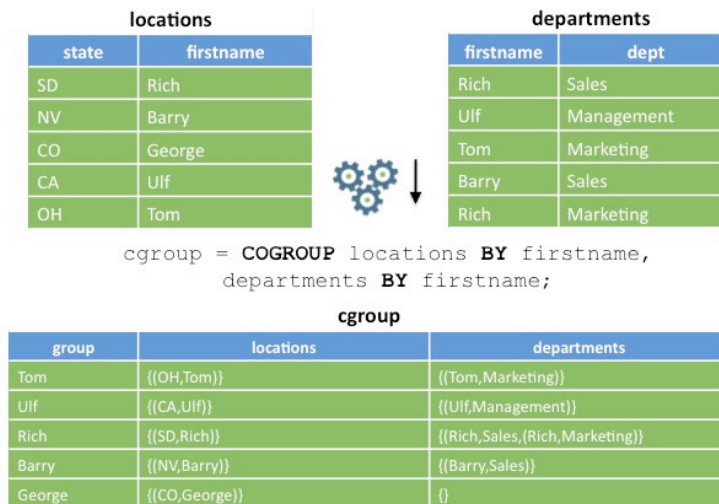 locations
state firstname
SD Rich
NV Barry
CO George
CA Ulf
OH Tom
departments
firstname dept
Rich Sales
Ulf Management
Tom Marketing
Barry Sales
Rich Marketing
cgroup = COGROUP locations BY firstname,
departments BY firstname;
cgroup
group locations departments
Tom {(OH,Tom)} {(Tom,Marketing)}
Ulf {(CA,Ulf)} {(Ulf,Management)}
Rich {(SD,Rich)} {(Rich,Sales,(Rich,Marketing)}
Barry {(NV,Barry)} {(Barry,Sales)}
George {(CO,George)} {}